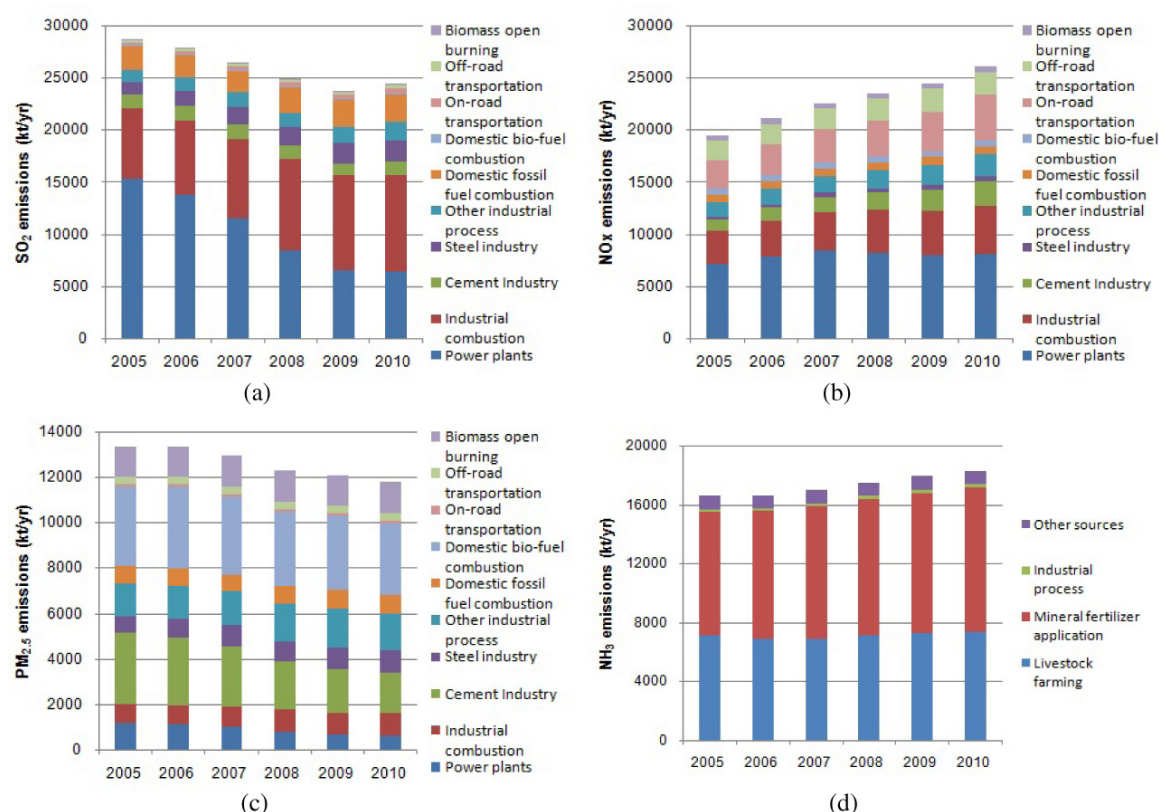 SO2 emissions (kt/yr)
30000
25000
20000
15000
10000
5000
0
2005 2006 2007 2008 2009 2010
Biomass open
burning
Off-road
transportation
On-road
transportation
Domestic bio-fuel
combustion
Domestic fossil
fuel combustion
Other industrial
process
Steel industry
Cement Industry
Industrial
combustion
Power plants
(a)
NOx emissions (kt/yr)
30000
25000
20000
15000
10000
5000
0
2005 2006 2007 2008 2009 2010
Biomass open
burning
Off-road
transportation
On-road
transportation
Domestic bio-fuel
combustion
Domestic fossil
fuel combustion
Other industrial
process
Steel industry
Cement Industry
Industrial
combustion
Power plants
(b)
PM2.5 emissions (kt/yr)
14000
12000
10000
8000
6000
4000
2000
0
2005 2006 2007 2008 2009 2010
Biomass open
burning
Off-road
transportation
On-road
transportation
Domestic bio-fuel
combustion
Domestic fossil
fuel combustion
Other industrial
process
Steel industry
Cement Industry
Industrial
combustion
Power plants
(c)
NH3 emissions (kt/yr)
20000
16000
12000
8000
4000
0
2005 2006 2007 2008 2009 2010
Other sources
Industrial
process
Mineral fertilizer
application
Livestock
farming
(d)